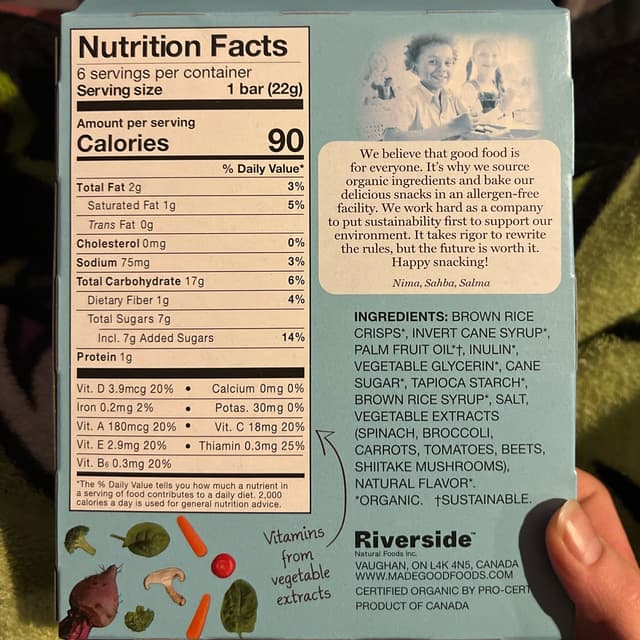 Nutrition Facts
6 servings per container
Serving size 1 bar (22g)
Amount per serving
Calories 90
% Daily Value*
Total Fat 2g 3%
Saturated Fat 1g 5%
Trans Fat 0g
Cholesterol 0mg 0%
Sodium 75mg 3%
Total Carbohydrate 17g 6%
Dietary Fiber 1g 4%
Total Sugars 7g
Incl. 7g Added Sugars 14%
Protein 1g
Vit. D 3.9mcg 20% • Calcium 0mg 0%
Iron 0.2mg 2% • Potas. 30mg 0%
Vit. A 180mcg 20% • Vit. C 18mg 20%
Vit. E 2.9mg 20% • Thiamin 0.3mg 25%
Vit. B6 0.3mg 20%
*The % Daily Value tells you how much a nutrient in
a serving of food contributes to a daily diet. 2,000
calories a day is used for general nutrition advice.
Vitamins
from
vegetable
extracts
We believe that good food is
for everyone. It's why we source
organic ingredients and bake our
delicious snacks in an allergen-free
facility. We work hard as a company
to put sustainability first to support our
environment. It takes rigor to rewrite
the rules, but the future is worth it.
Happy snacking!
Nima, Sahba, Salma
INGREDIENTS: BROWN RICE
CRISPS*, INVERT CANE SYRUP*,
PALM FRUIT OIL*†, INULIN*,
VEGETABLE GLYCERIN*, CANE
SUGAR*, TAPIOCA STARCH*,
BROWN RICE SYRUP*, SALT,
VEGETABLE EXTRACTS
(SPINACH, BROCCOLI,
CARROTS, TOMATOES, BEETS,
SHIITAKE MUSHROOMS),
NATURAL FLAVOR*.
*ORGANIC. †SUSTAINABLE.
Riverside™
Natural Foods Inc.
VAUGHAN, ON L4K 4N5, CANADA
WWW.MADEGOODFOODS.COM
CERTIFIED ORGANIC BY PRO-CERT
PRODUCT OF CANADA